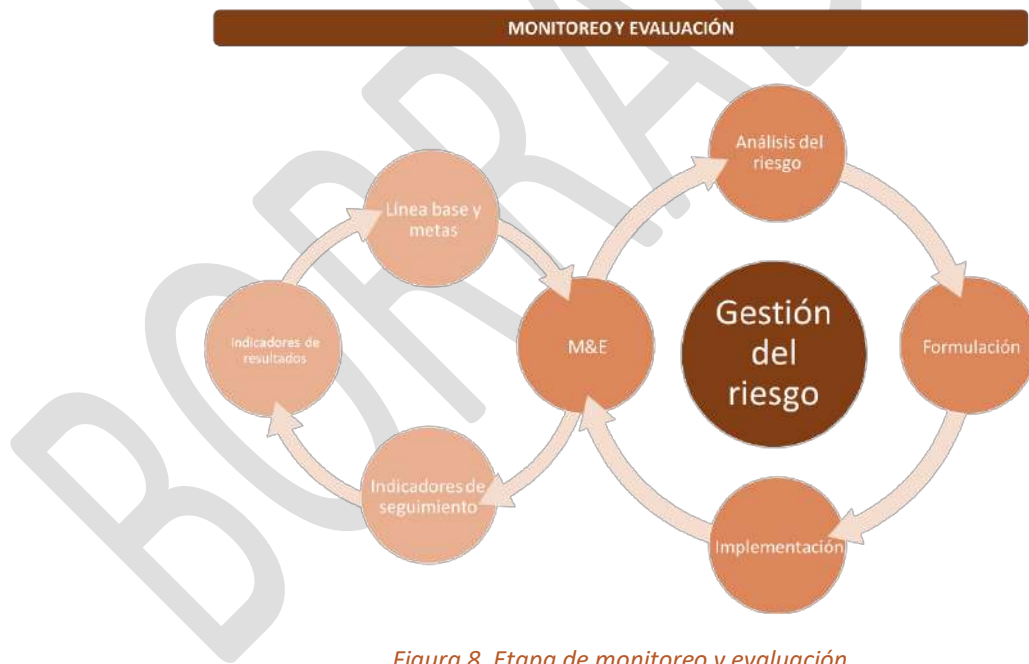 MONITOREO Y EVALUACIÓN
Análisis del
riesgo
Línea base y
metas
Gestión
del
riesgo
Indicadores de
resultados
M&E
Formulación
Indicadores de
seguimiento
Implementación
Figura 8. Etapa de monitoreo y evaluación